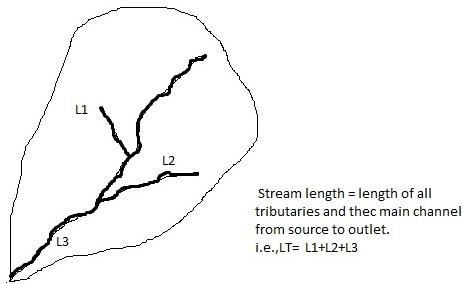 L1
L2
L3
Stream length = length of all
tributaries and thec main channel
from source to outlet.
i.e.,LT= L1+L2+L3